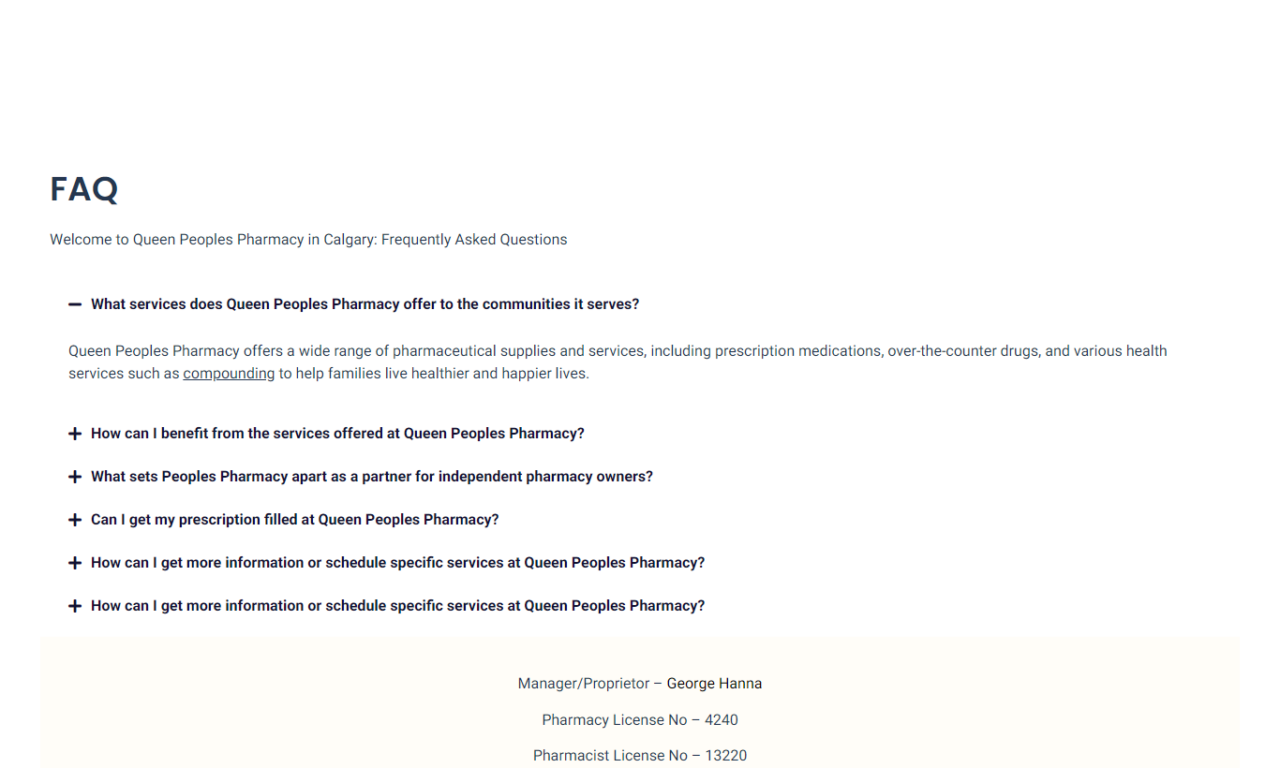 FAQ
Welcome to Queen Peoples Pharmacy in Calgary: Frequently Asked Questions
What services does Queen Peoples Pharmacy offer to the communities it serves?
Queen Peoples Pharmacy offers a wide range of pharmaceutical supplies and services, including prescription medications, over-the-counter drugs, and various health
services such as compounding to help families live healthier and happier lives.
How can I benefit from the services offered at Queen Peoples Pharmacy?
What sets Peoples Pharmacy apart as a partner for independent pharmacy owners?
Can I get my prescription filled at Queen Peoples Pharmacy?
How can I get more information or schedule specific services at Queen Peoples Pharmacy?
How can I get more information or schedule specific services at Queen Peoples Pharmacy?
Manager/Proprietor – George Hanna
Pharmacy License No – 4240
Pharmacist License No – 13220